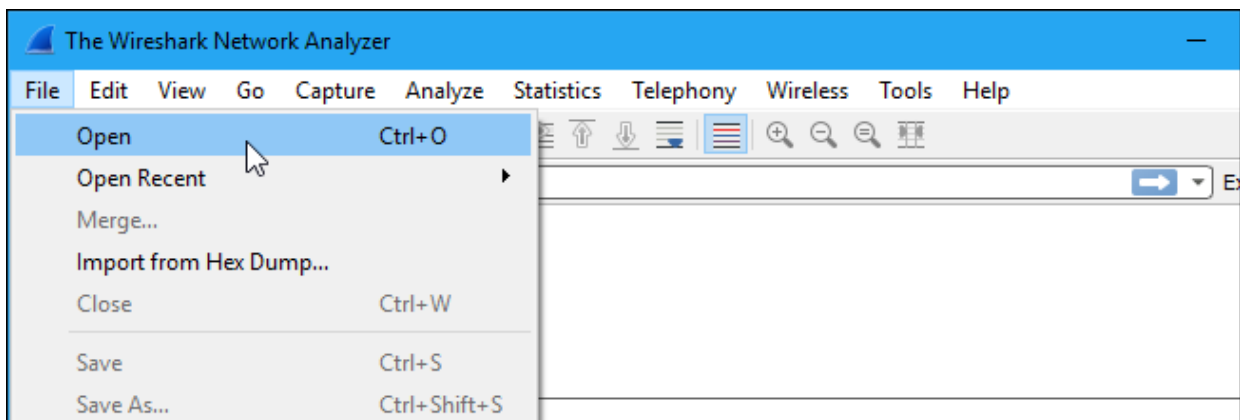 The Wireshark Network Analyzer
File Edit View Go Capture Analyze Statistics Telephony Wireless Tools Help
Open Ctrl+O
Open Recent
Merge...
Import from Hex Dump...
Close Ctrl+W
Save Ctrl+S
Save As... Ctrl+Shift+S